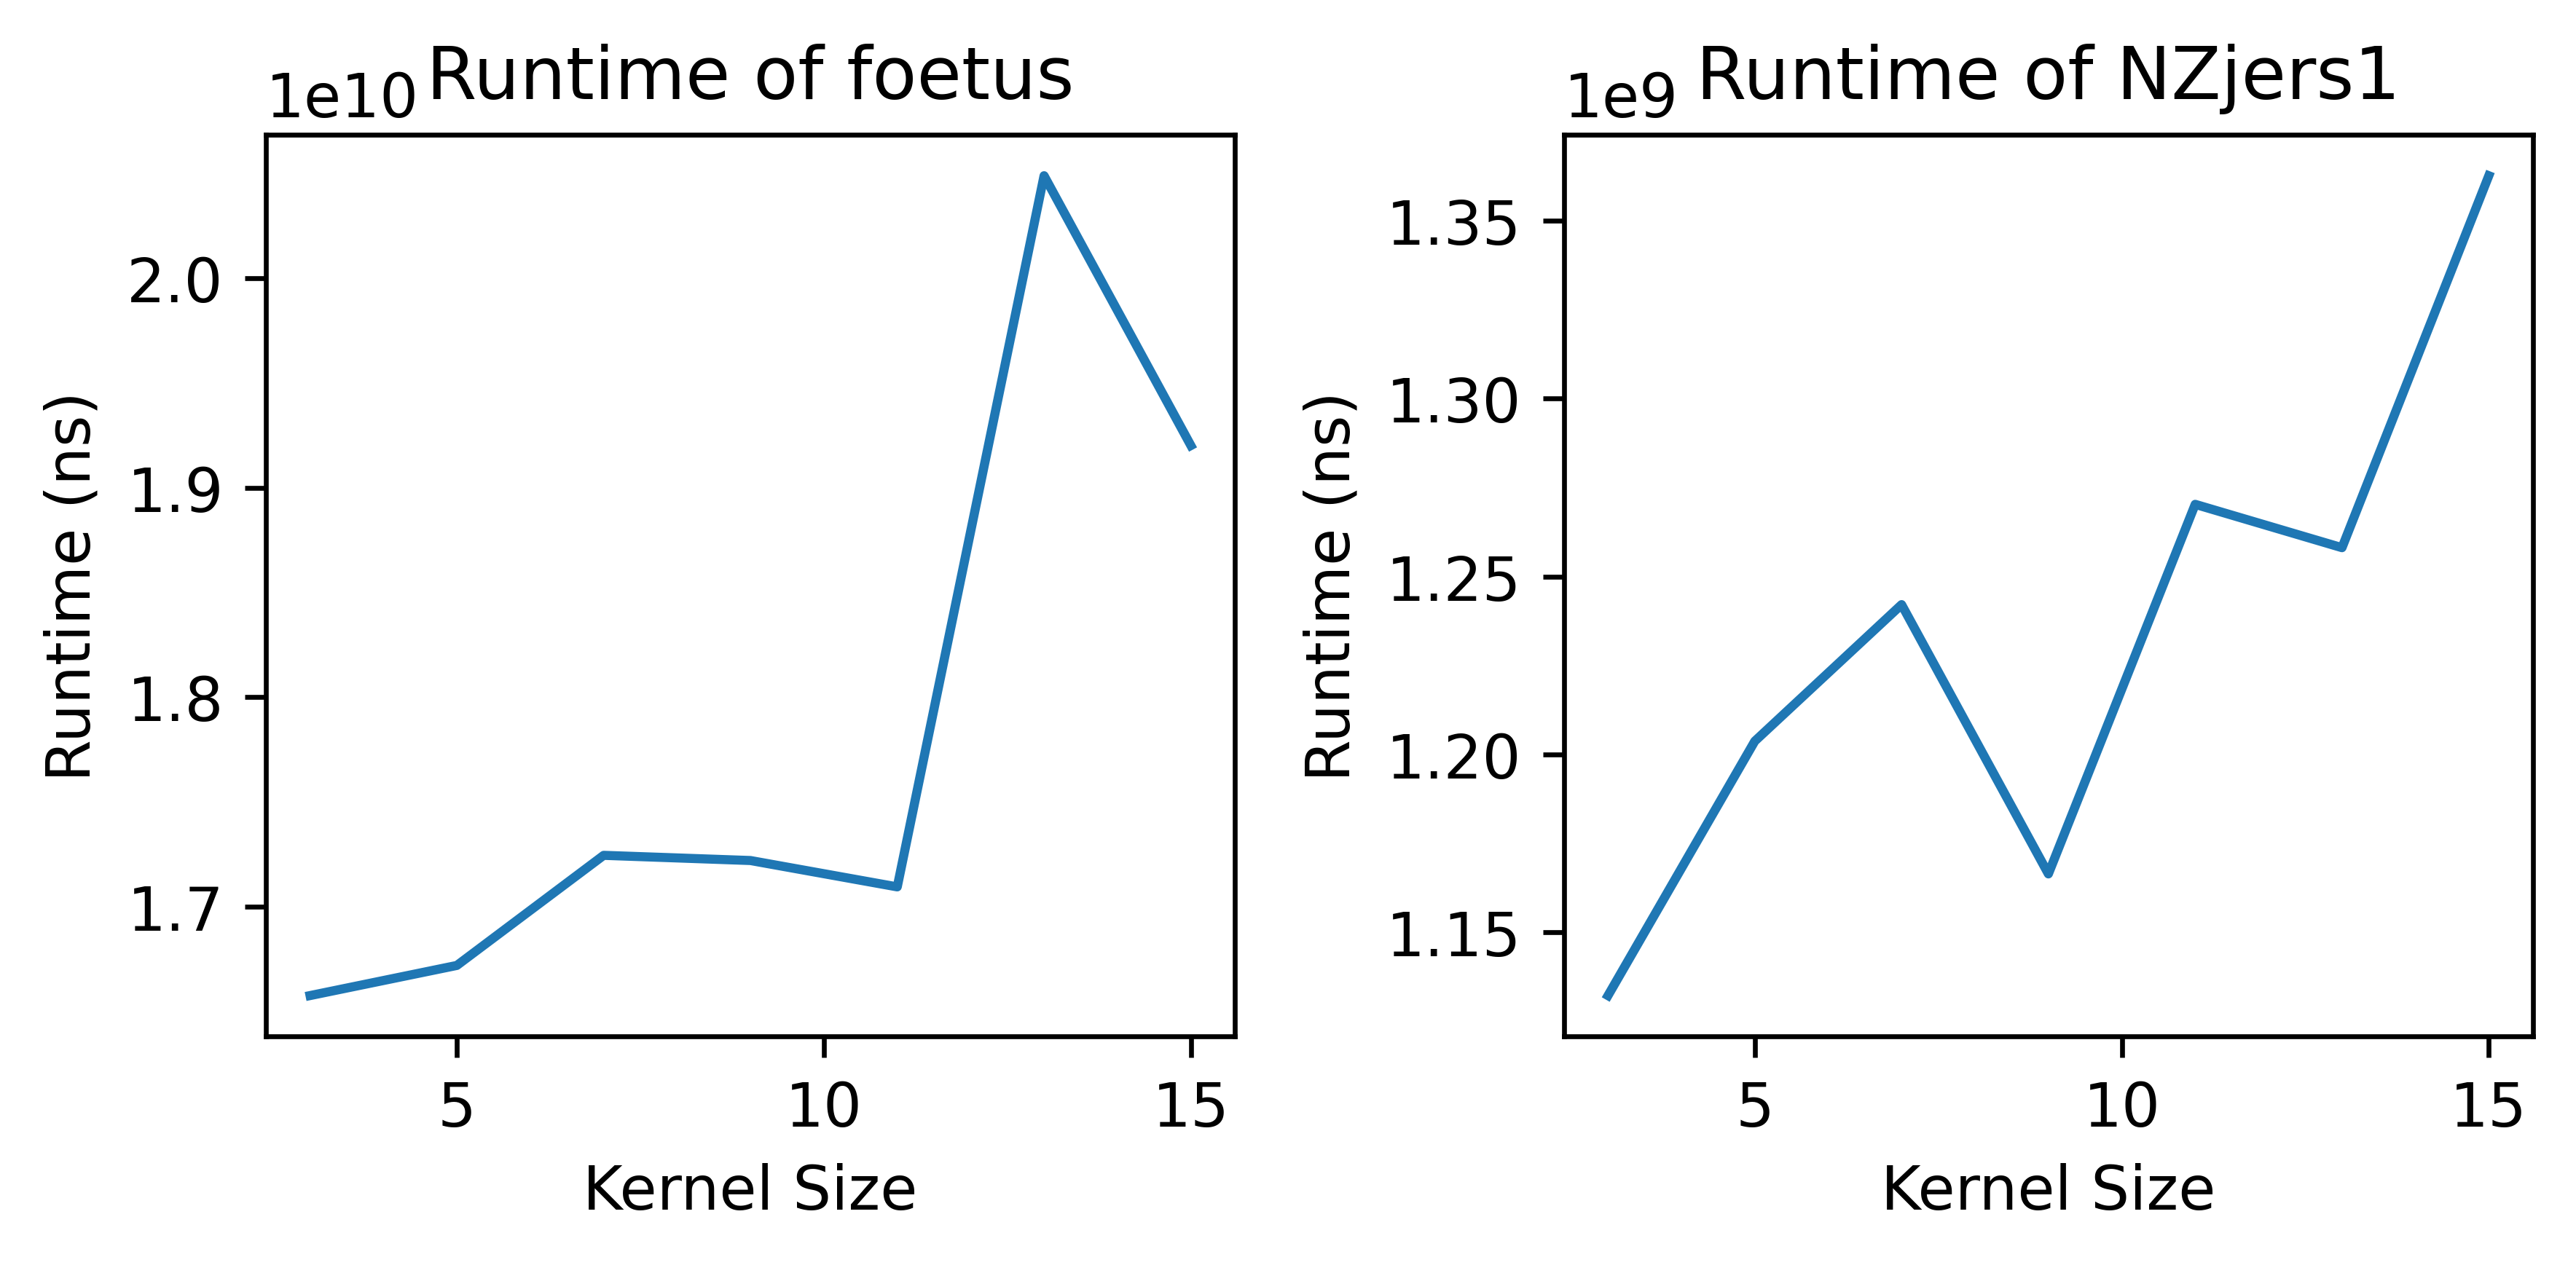 Runtime of foetus
1e10
2.0
1.9
1.8
1.7
Runtime (ns)
5 10 15
Kernel Size
Runtime of NZjers1
1e9
1.35
1.30
1.25
1.20
1.15
Runtime (ns)
5 10 15
Kernel Size